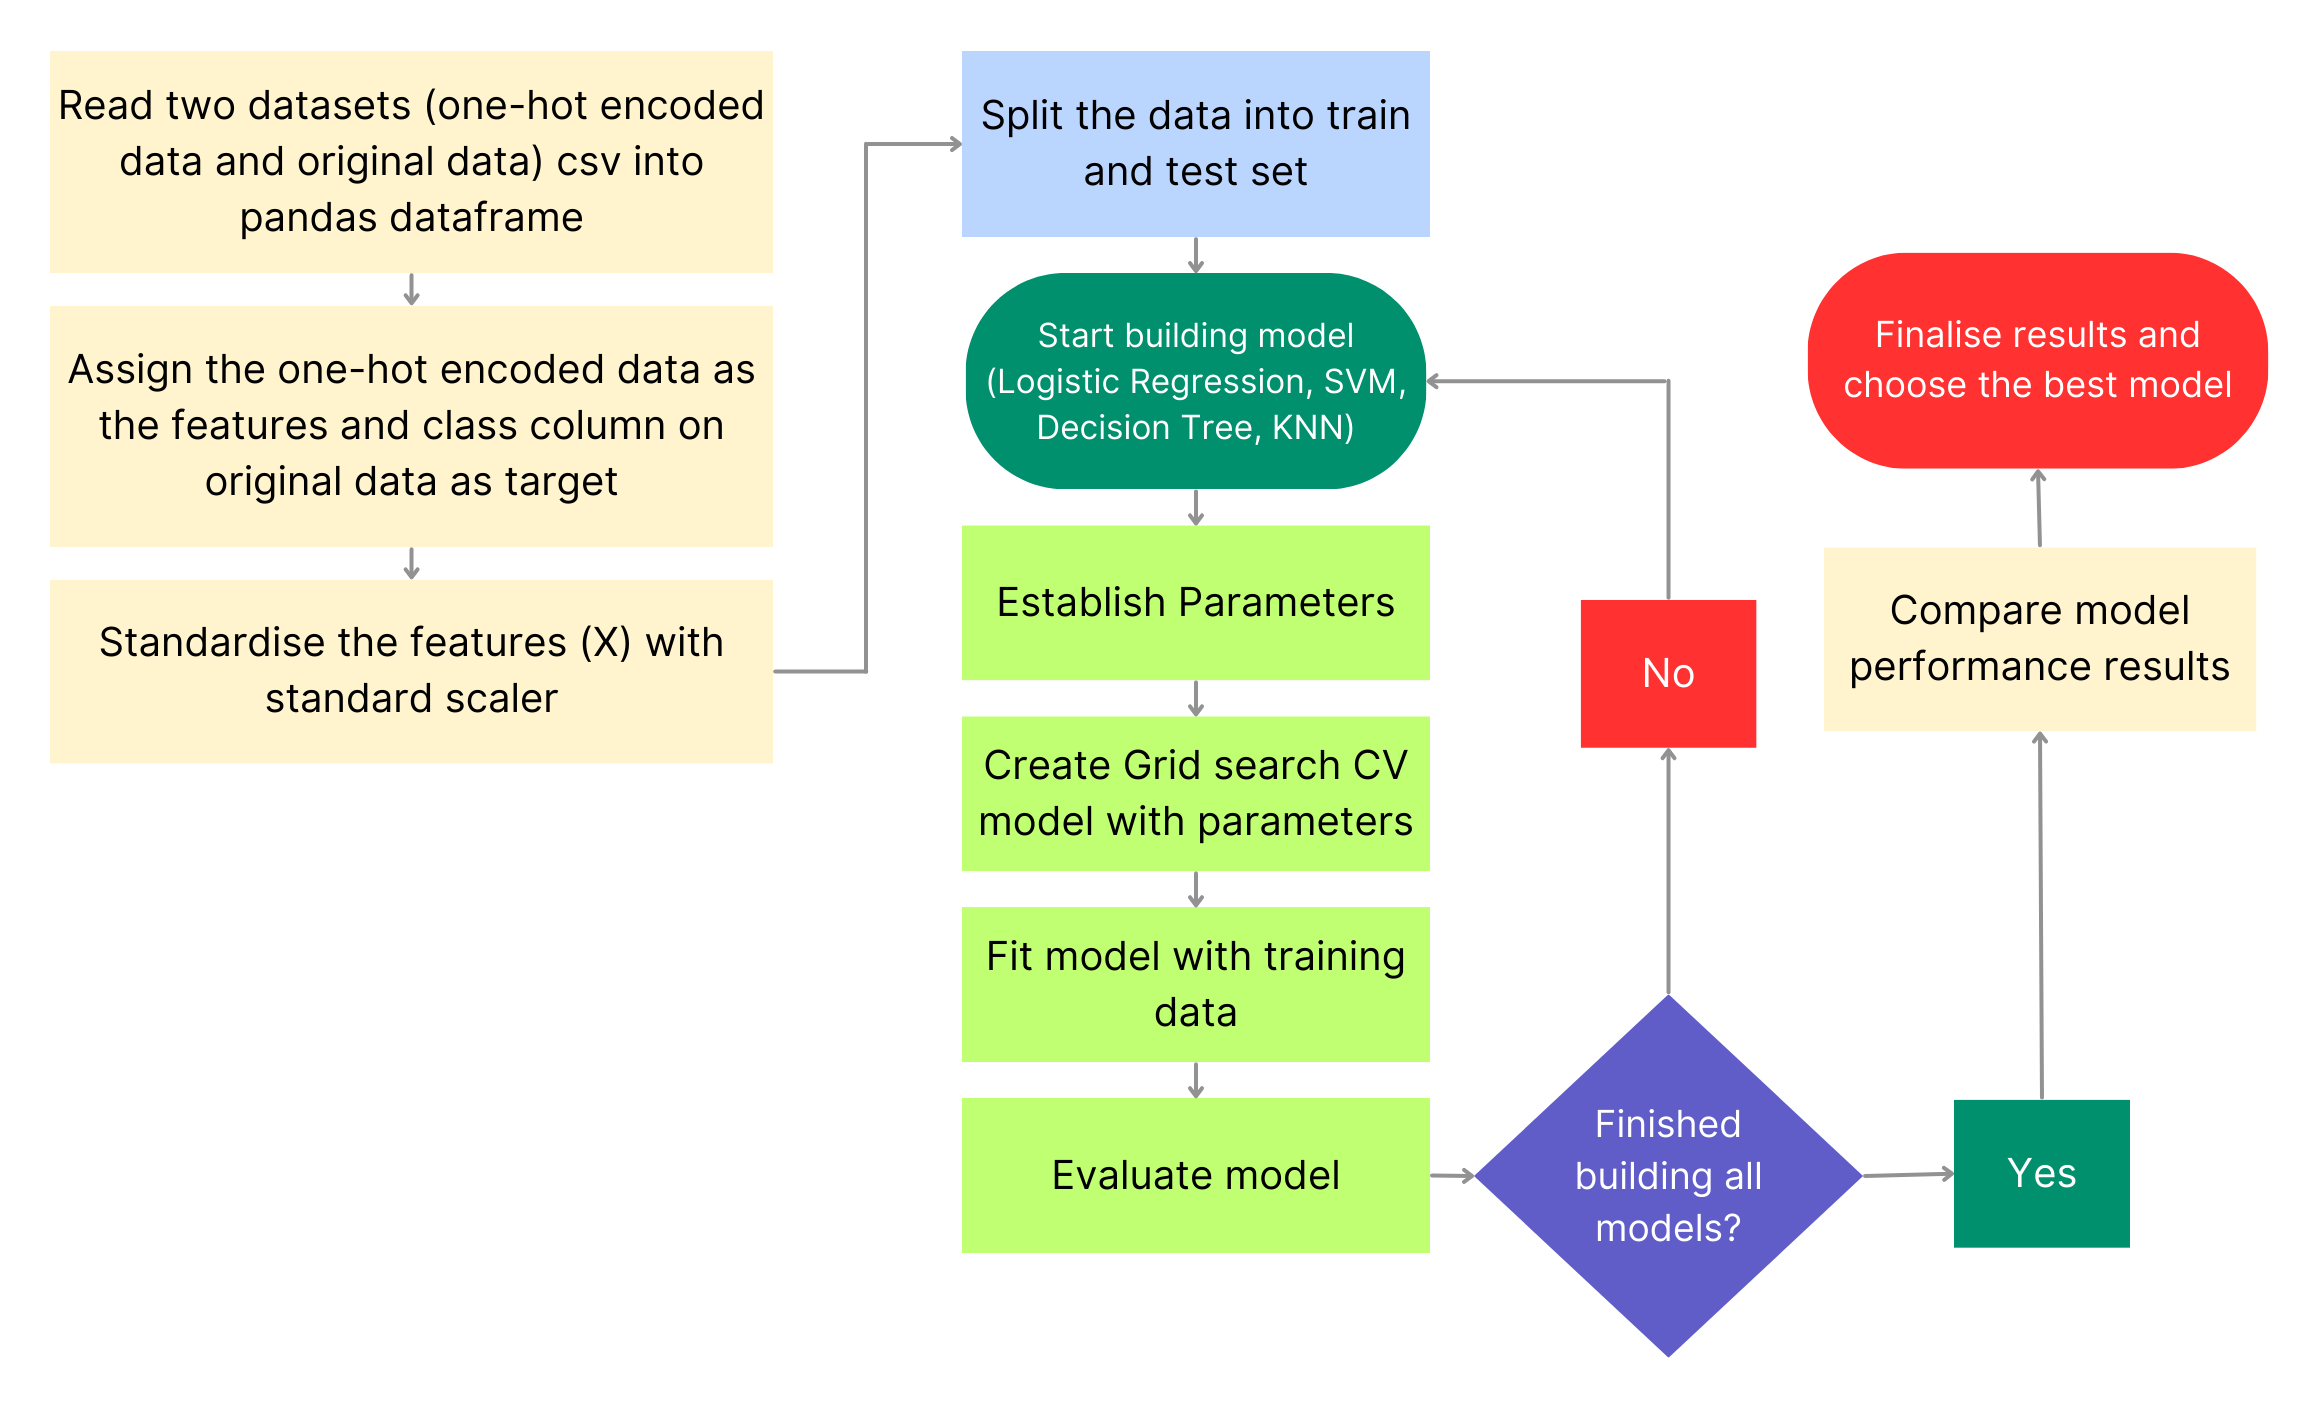 Read two datasets (one-hot encoded
data and original data) csv into
pandas dataframe
Assign the one-hot encoded data as
the features and class column on
original data as target
Standardise the features (X) with
standard scaler
Split the data into train
and test set
Start building model
(Logistic Regression, SVM,
Decision Tree, KNN)
Establish Parameters
Create Grid search CV
model with parameters
Fit model with training
data
Evaluate model
Finished
building all
models?
No
Yes
Compare model
performance results
Finalise results and
choose the best model